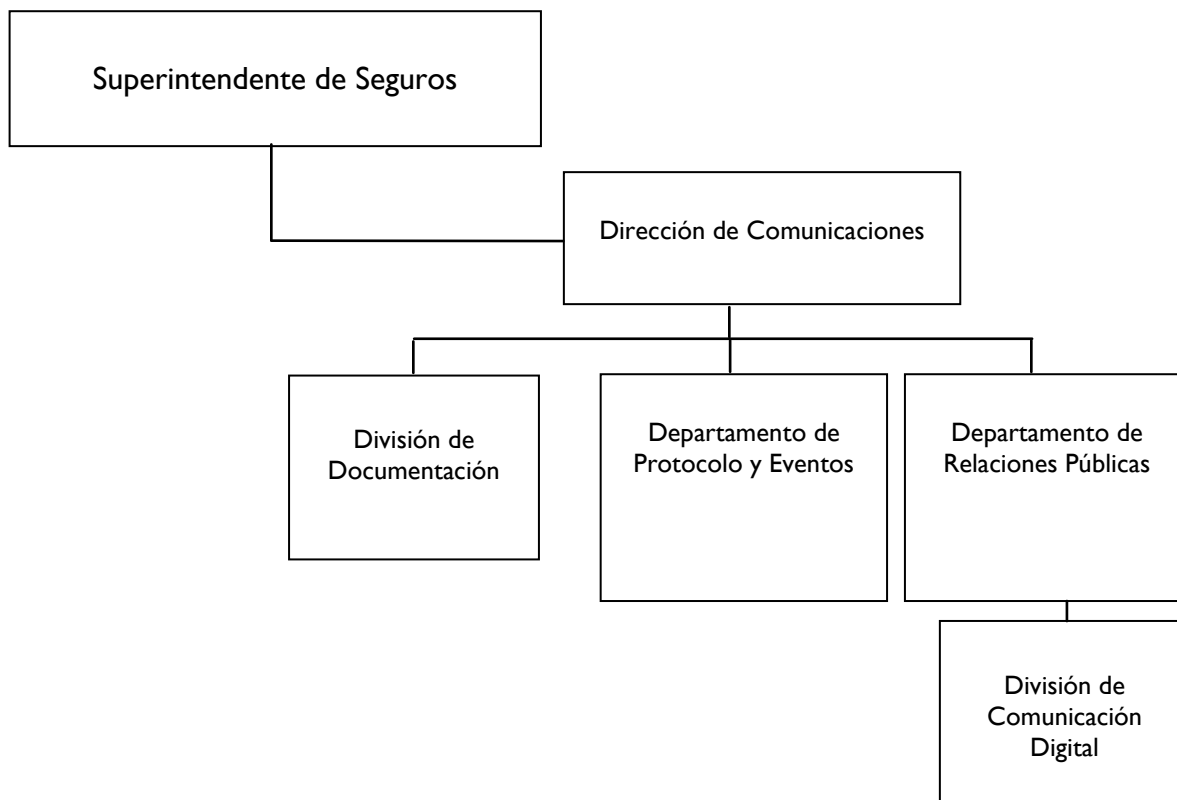 Superintendente de Seguros
Dirección de Comunicaciones
División de
Documentación
Departamento de
Protocolo y Eventos
Departamento de
Relaciones Públicas
División de
Comunicación
Digital